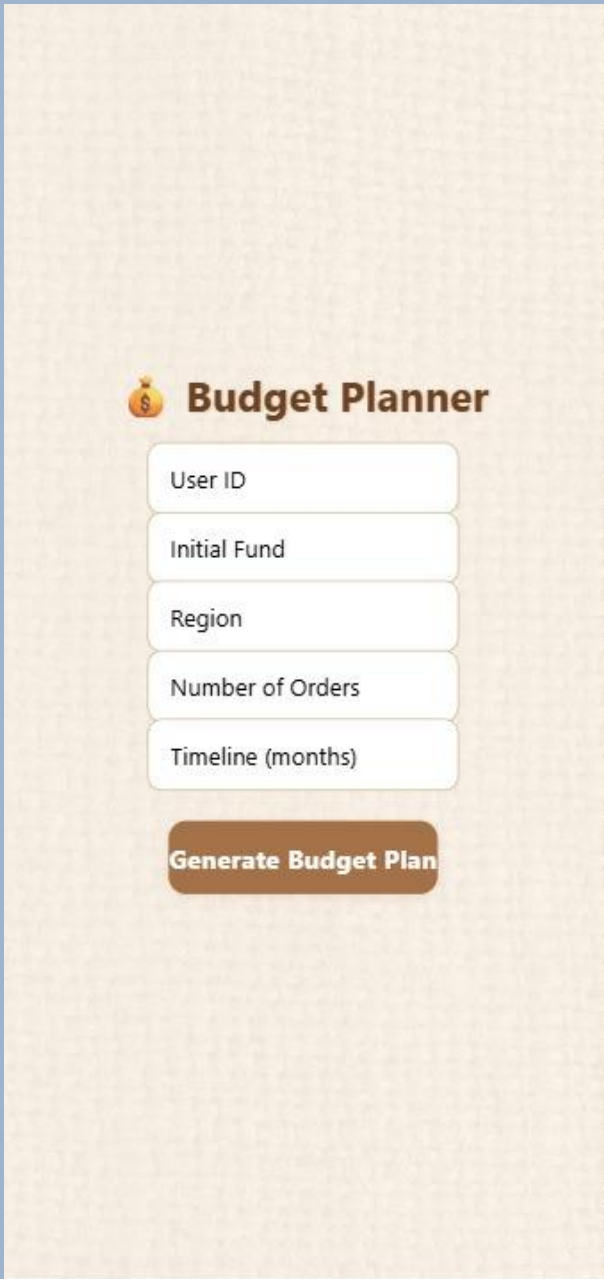 💰 Budget Planner
User ID
Initial Fund
Region
Number of Orders
Timeline (months)
Generate Budget Plan